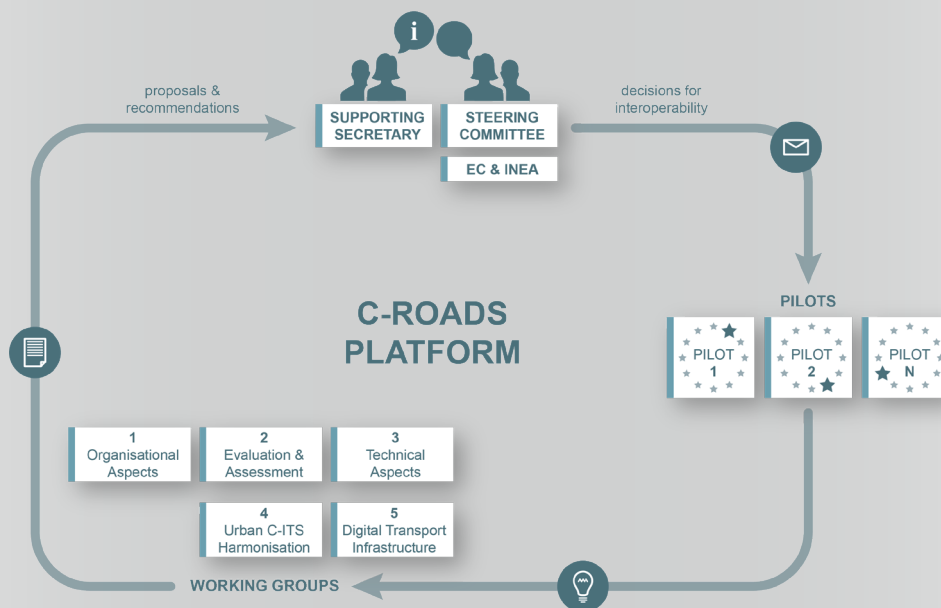 i
proposals &
recommendations
SUPPORTING
SECRETARY
STEERING
COMMITTEE
EC & INEA
decisions for
interoperability
C-ROADS
PLATFORM
PILOTS
PILOT
1
PILOT
2
PILOT
N
1
Organisational
Aspects
2
Evaluation &
Assessment
3
Technical
Aspects
4
Urban C-ITS
Harmonisation
5
Digital Transport
Infrastructure
WORKING GROUPS